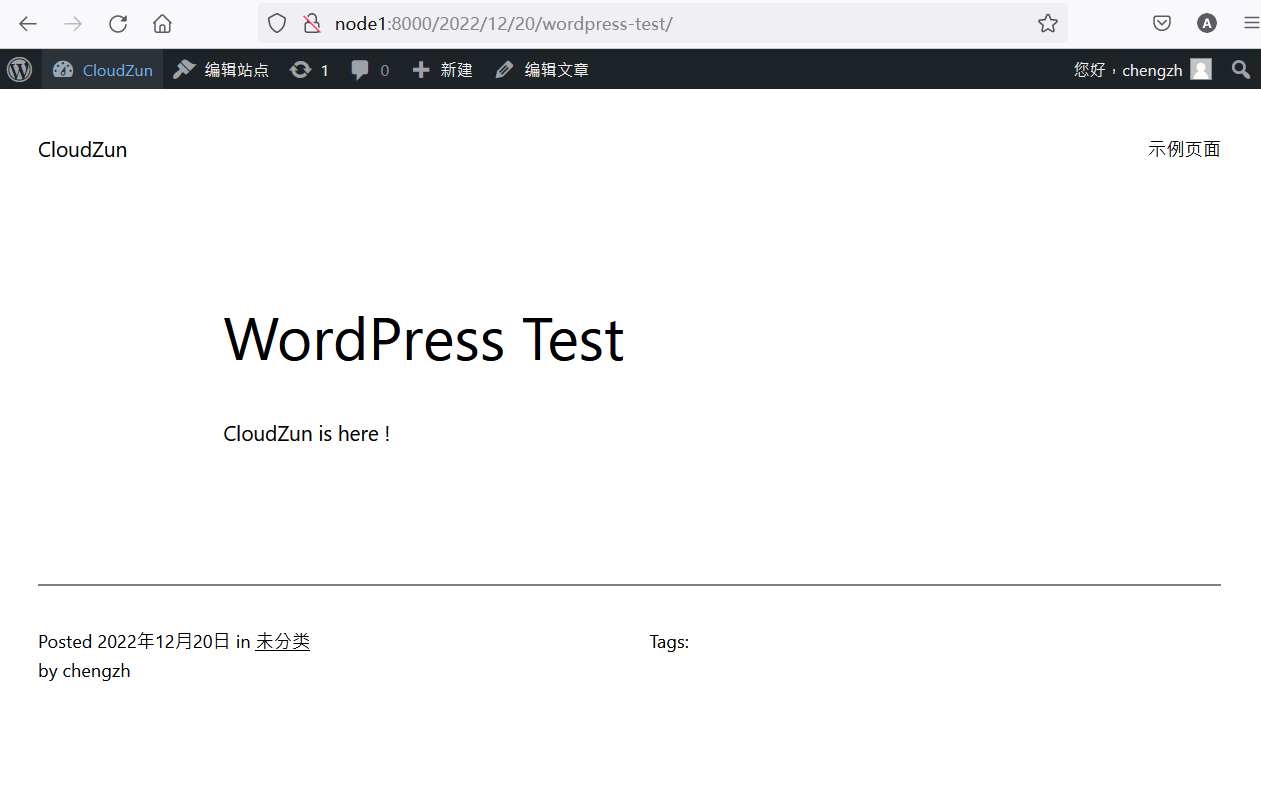 node1:8000/2022/12/20/wordpress-test/
A
CloudZun 编辑站点 1 0 新建 编辑文章 您好，chengzh
CloudZun 示例页面
WordPress Test
CloudZun is here !
Posted 2022年12月20日 in 未分类 Tags:
by chengzh